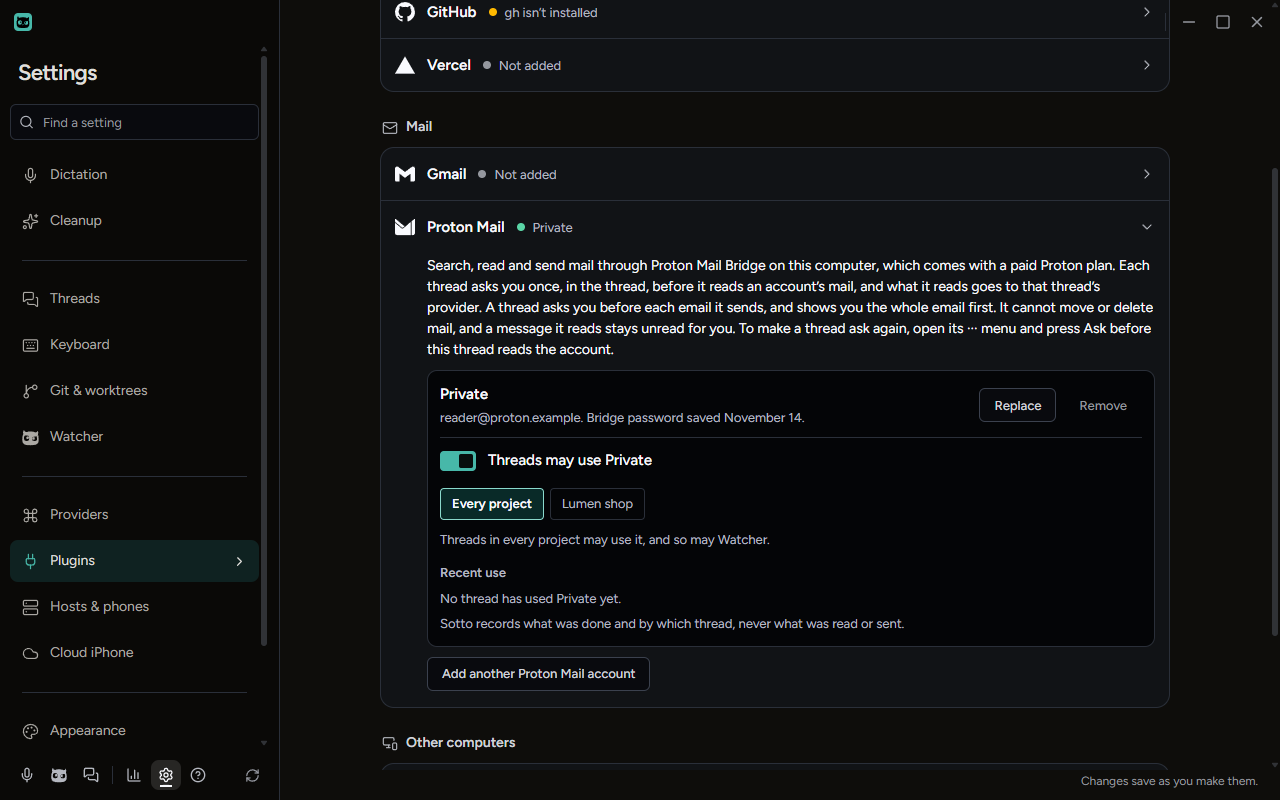 Settings
Find a setting
Dictation
Cleanup
Threads
Keyboard
Git & worktrees
Watcher
Providers
Plugins
Hosts & phones
Cloud iPhone
Appearance
GitHub gh isn't installed
Vercel Not added
Mail
Gmail Not added
Proton Mail Private
Search, read and send mail through Proton Mail Bridge on this computer, which comes with a paid Proton plan. Each
thread asks you once, in the thread, before it reads an account's mail, and what it reads goes to that thread's
provider. A thread asks you before each email it sends, and shows you the whole email first. It cannot move or delete
mail, and a message it reads stays unread for you. To make a thread ask again, open its ··· menu and press Ask before
this thread reads the account.
Private
reader@proton.example. Bridge password saved November 14.
Replace Remove
Threads may use Private
Every project Lumen shop
Threads in every project may use it, and so may Watcher.
Recent use
No thread has used Private yet.
Sotto records what was done and by which thread, never what was read or sent.
Add another Proton Mail account
Other computers
Changes save as you make them.